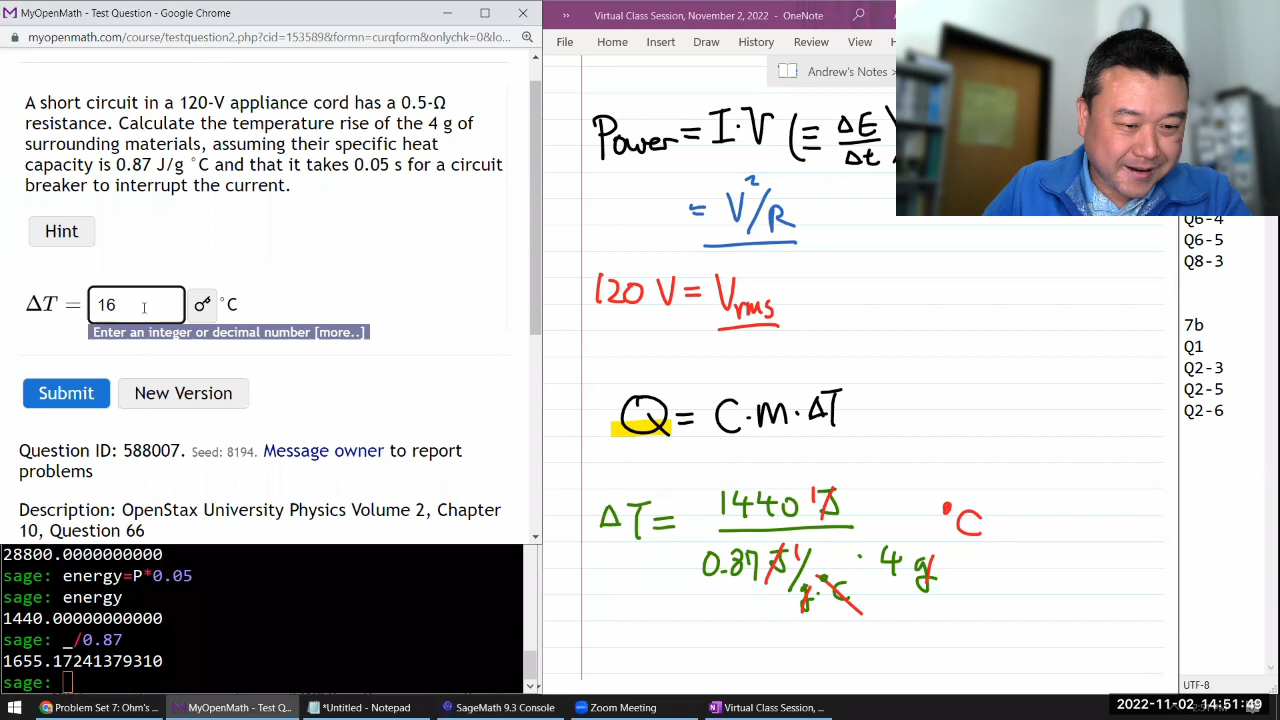 MyOpenMath - Test Question - Google Chrome
myopenmath.com/course/testquestion2.php?cid=153589&formn=curqform&onlychk=0&lo...
A short circuit in a 120-V appliance cord has a 0.5-Ω
resistance. Calculate the temperature rise of the 4 g of
surrounding materials, assuming their specific heat
capacity is 0.87 J/g °C and that it takes 0.05 s for a circuit
breaker to interrupt the current.
Hint
ΔT = 16 °C
Enter an integer or decimal number [more..]
Submit New Version
Question ID: 588007. Seed: 8194. Message owner to report
problems
Description: OpenStax University Physics Volume 2, Chapter
10, Question 66
28800.0000000000
sage: energy=P*0.05
sage: energy
1440.00000000000
sage: _/0.87
1655.17241379310
sage:
Virtual Class Session, November 2, 2022 - OneNote
File Home Insert Draw History Review View
Andrew's Notes >
Power = I·V (≡ ΔE/Δt
= V²/R
120 V = Vrms
Q = C·m·ΔT
ΔT = 1440 J / 0.87 J/g·°C · 4 g °C
Q6-4
Q6-5
Q8-3
7b
Q1
Q2-3
Q2-5
Q2-6
UTF-8
2022-11-02 14:51:49
Problem Set 7: Ohm's... MyOpenMath - Test Q... *Untitled - Notepad SageMath 9.3 Console Zoom Meeting Virtual Class Session, ...